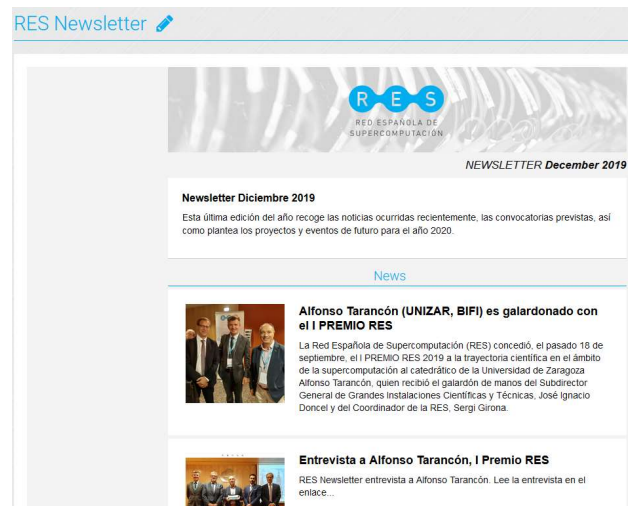 RES Newsletter
R-E-S
RED ESPAÑOLA DE
SUPERCOMPUTACIÓN
NEWSLETTER December 2019
Newsletter Diciembre 2019
Esta última edición del año recoge las noticias ocurridas recientemente, las convocatorias previstas, así
como plantea los proyectos y eventos de futuro para el año 2020.
News
Alfonso Tarancón (UNIZAR, BIFI) es galardonado con
el I PREMIO RES
La Red Española de Supercomputación (RES) concedió, el pasado 18 de
septiembre, el I PREMIO RES 2019 a la trayectoria científica en el ámbito
de la supercomputación al catedrático de la Universidad de Zaragoza
Alfonso Tarancón, quien recibió el galardón de manos del Subdirector
General de Grandes Instalaciones Científicas y Técnicas, José Ignacio
Doncel y del Coordinador de la RES, Sergi Girona.
Entrevista a Alfonso Tarancón, I Premio RES
RES Newsletter entrevista a Alfonso Tarancón. Lee la entrevista en el
enlace...